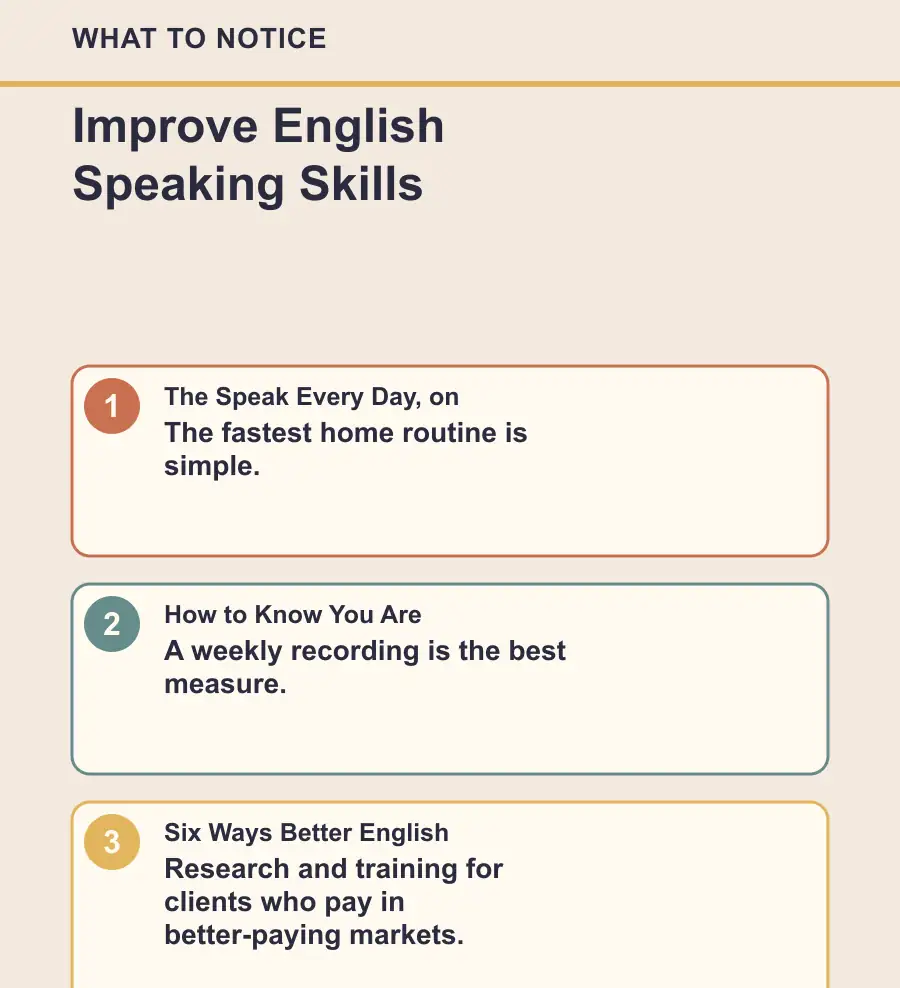 WHAT TO NOTICE
Improve English
Speaking Skills
1
The Speak Every Day, on
The fastest home routine is
simple.
2
How to Know You Are
A weekly recording is the best
measure.
3
Six Ways Better English
Research and training for
clients who pay in
better-paying markets.